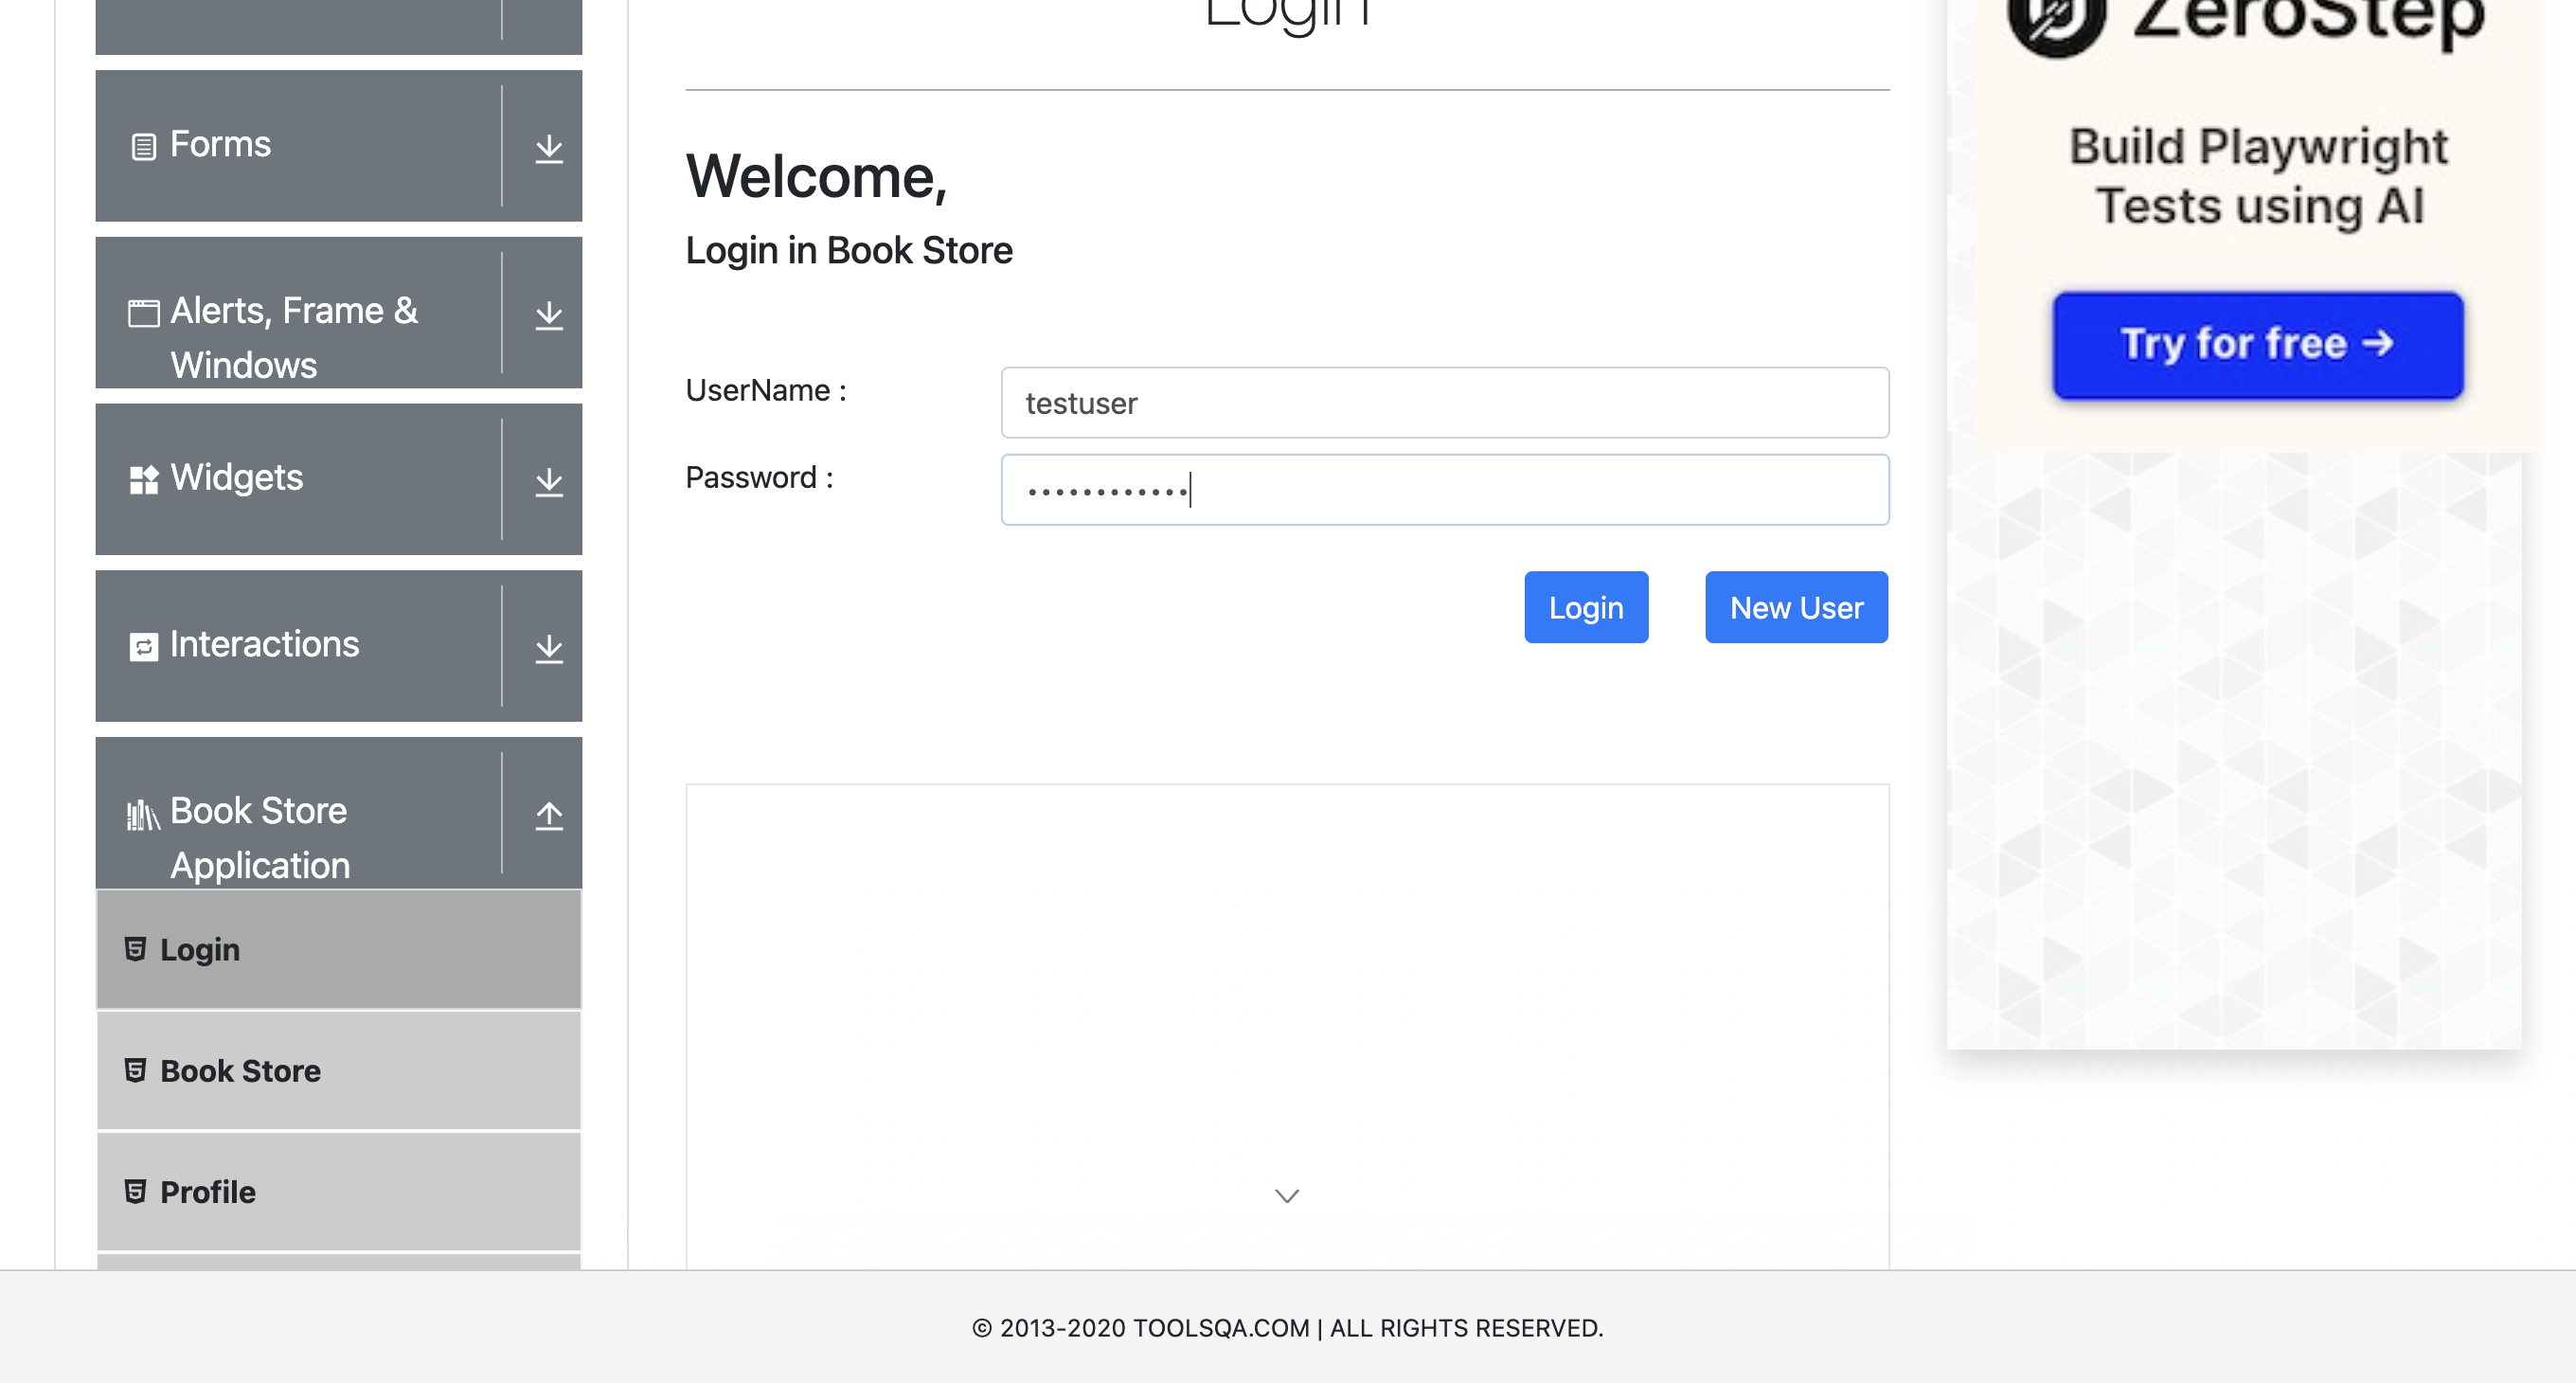 Login
ZeroStep
Forms
Alerts, Frame &
Windows
Widgets
Interactions
Book Store
Application
Login
Book Store
Profile
Welcome,
Login in Book Store
UserName :
testuser
Password :
Login
New User
Build Playwright
Tests using AI
Try for free →
© 2013-2020 TOOLSQA.COM | ALL RIGHTS RESERVED.